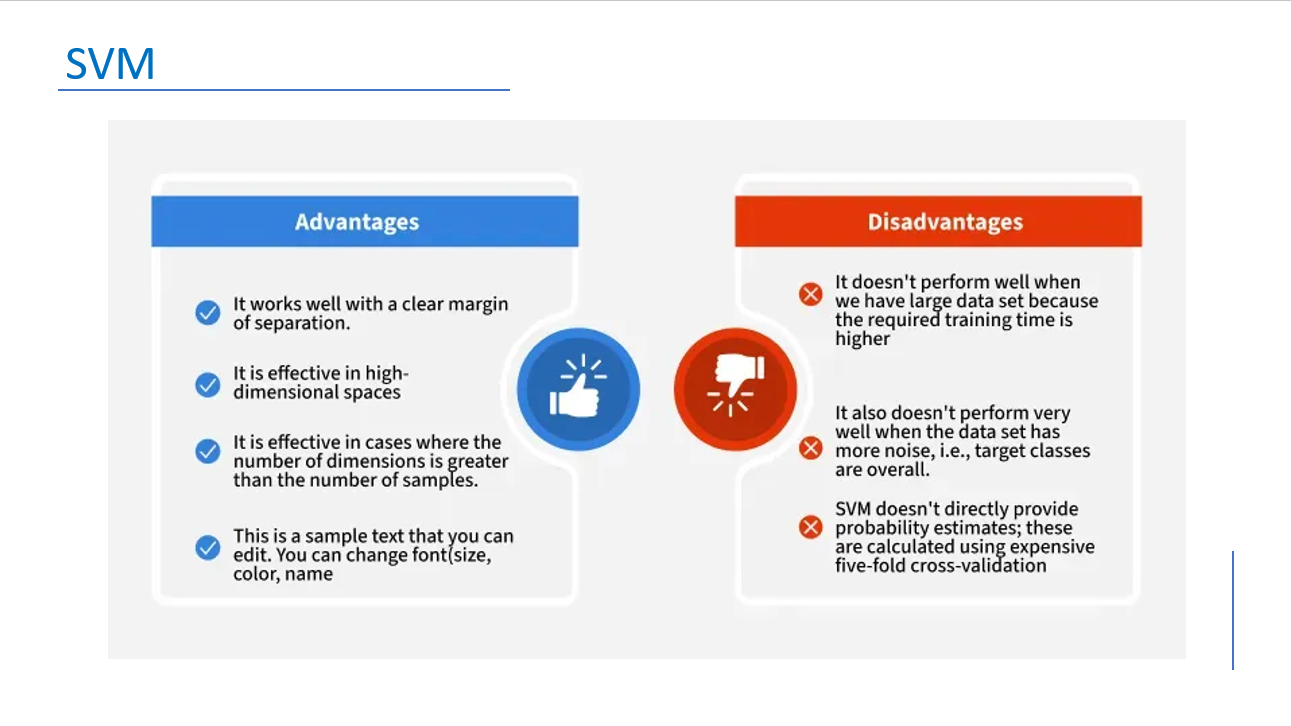 SVM
Advantages
It works well with a clear margin
of separation.
It is effective in high-
dimensional spaces
It is effective in cases where the
number of dimensions is greater
than the number of samples.
This is a sample text that you can
edit. You can change font(size,
color, name
Disadvantages
It doesn't perform well when
we have large data set because
the required training time is
higher
It also doesn't perform very
well when the data set has
more noise, i.e., target classes
are overall.
SVM doesn't directly provide
probability estimates; these
are calculated using expensive
five-fold cross-validation